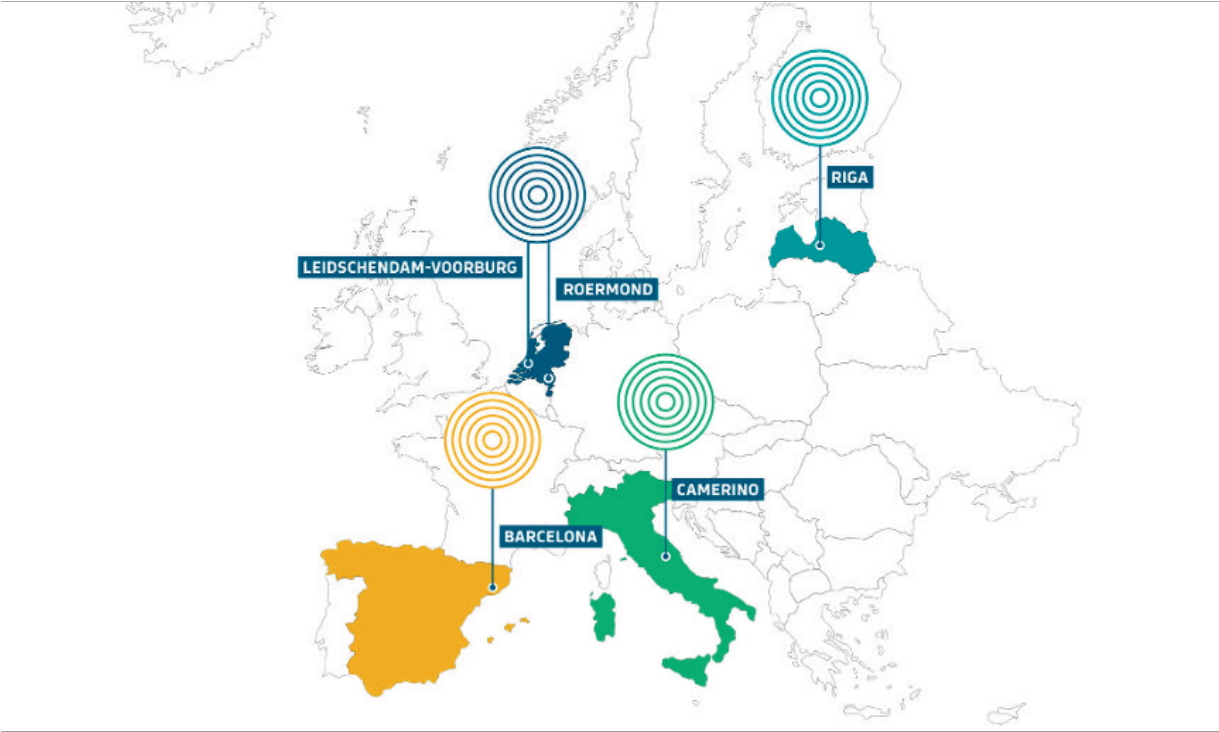 RIGA
LEIDSCHENDAM-VOORBURG
ROERMOND
CAMERINO
BARCELONA